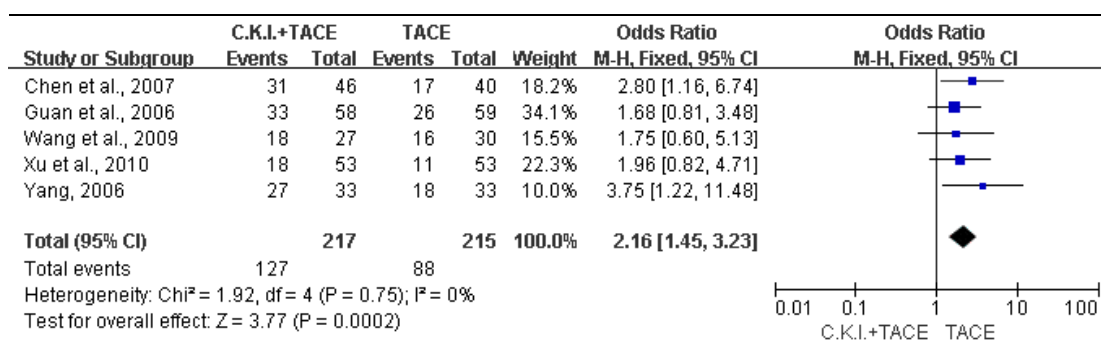 C.K.I.+TACE TACE Odds Ratio Odds Ratio
Study or Subgroup Events Total Events Total Weight M-H, Fixed, 95% CI M-H, Fixed, 95% CI
Chen et al., 2007 31 46 17 40 18.2% 2.80 [1.16, 6.74]
Guan et al., 2006 33 58 26 59 34.1% 1.68 [0.81, 3.48]
Wang et al., 2009 18 27 16 30 15.5% 1.75 [0.60, 5.13]
Xu et al., 2010 18 53 11 53 22.3% 1.96 [0.82, 4.71]
Yang, 2006 27 33 18 33 10.0% 3.75 [1.22, 11.48]
Total (95% CI) 217 215 100.0% 2.16 [1.45, 3.23]
Total events 127 88
Heterogeneity: Chi² = 1.92, df = 4 (P = 0.75); I² = 0%
Test for overall effect: Z = 3.77 (P = 0.0002)
0.01 0.1 1 10 100
C.K.I.+TACE TACE